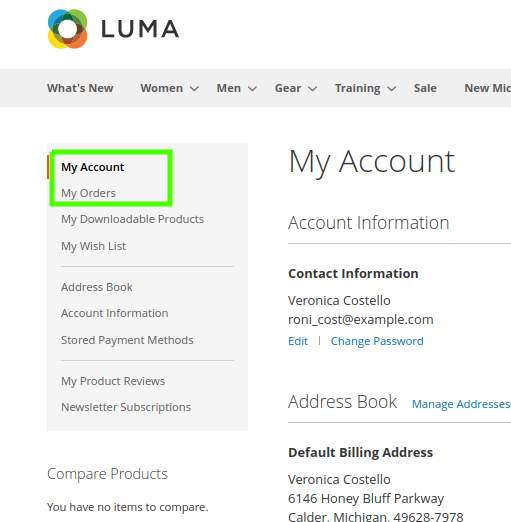 LUMA
What's New Women Men Gear Training Sale New
My Account
My Orders
My Downloadable Products
My Wish List
Address Book
Account Information
Stored Payment Methods
My Product Reviews
Newsletter Subscriptions
Compare Products
You have no items to compare.
My Account
Account Information
Contact Information
Veronica Costello
roni_cost@example.com
Edit | Change Password
Address Book Manage Addresses
Default Billing Address
Veronica Costello
6146 Honey Bluff Parkway
Calder, Michigan, 49628-7978